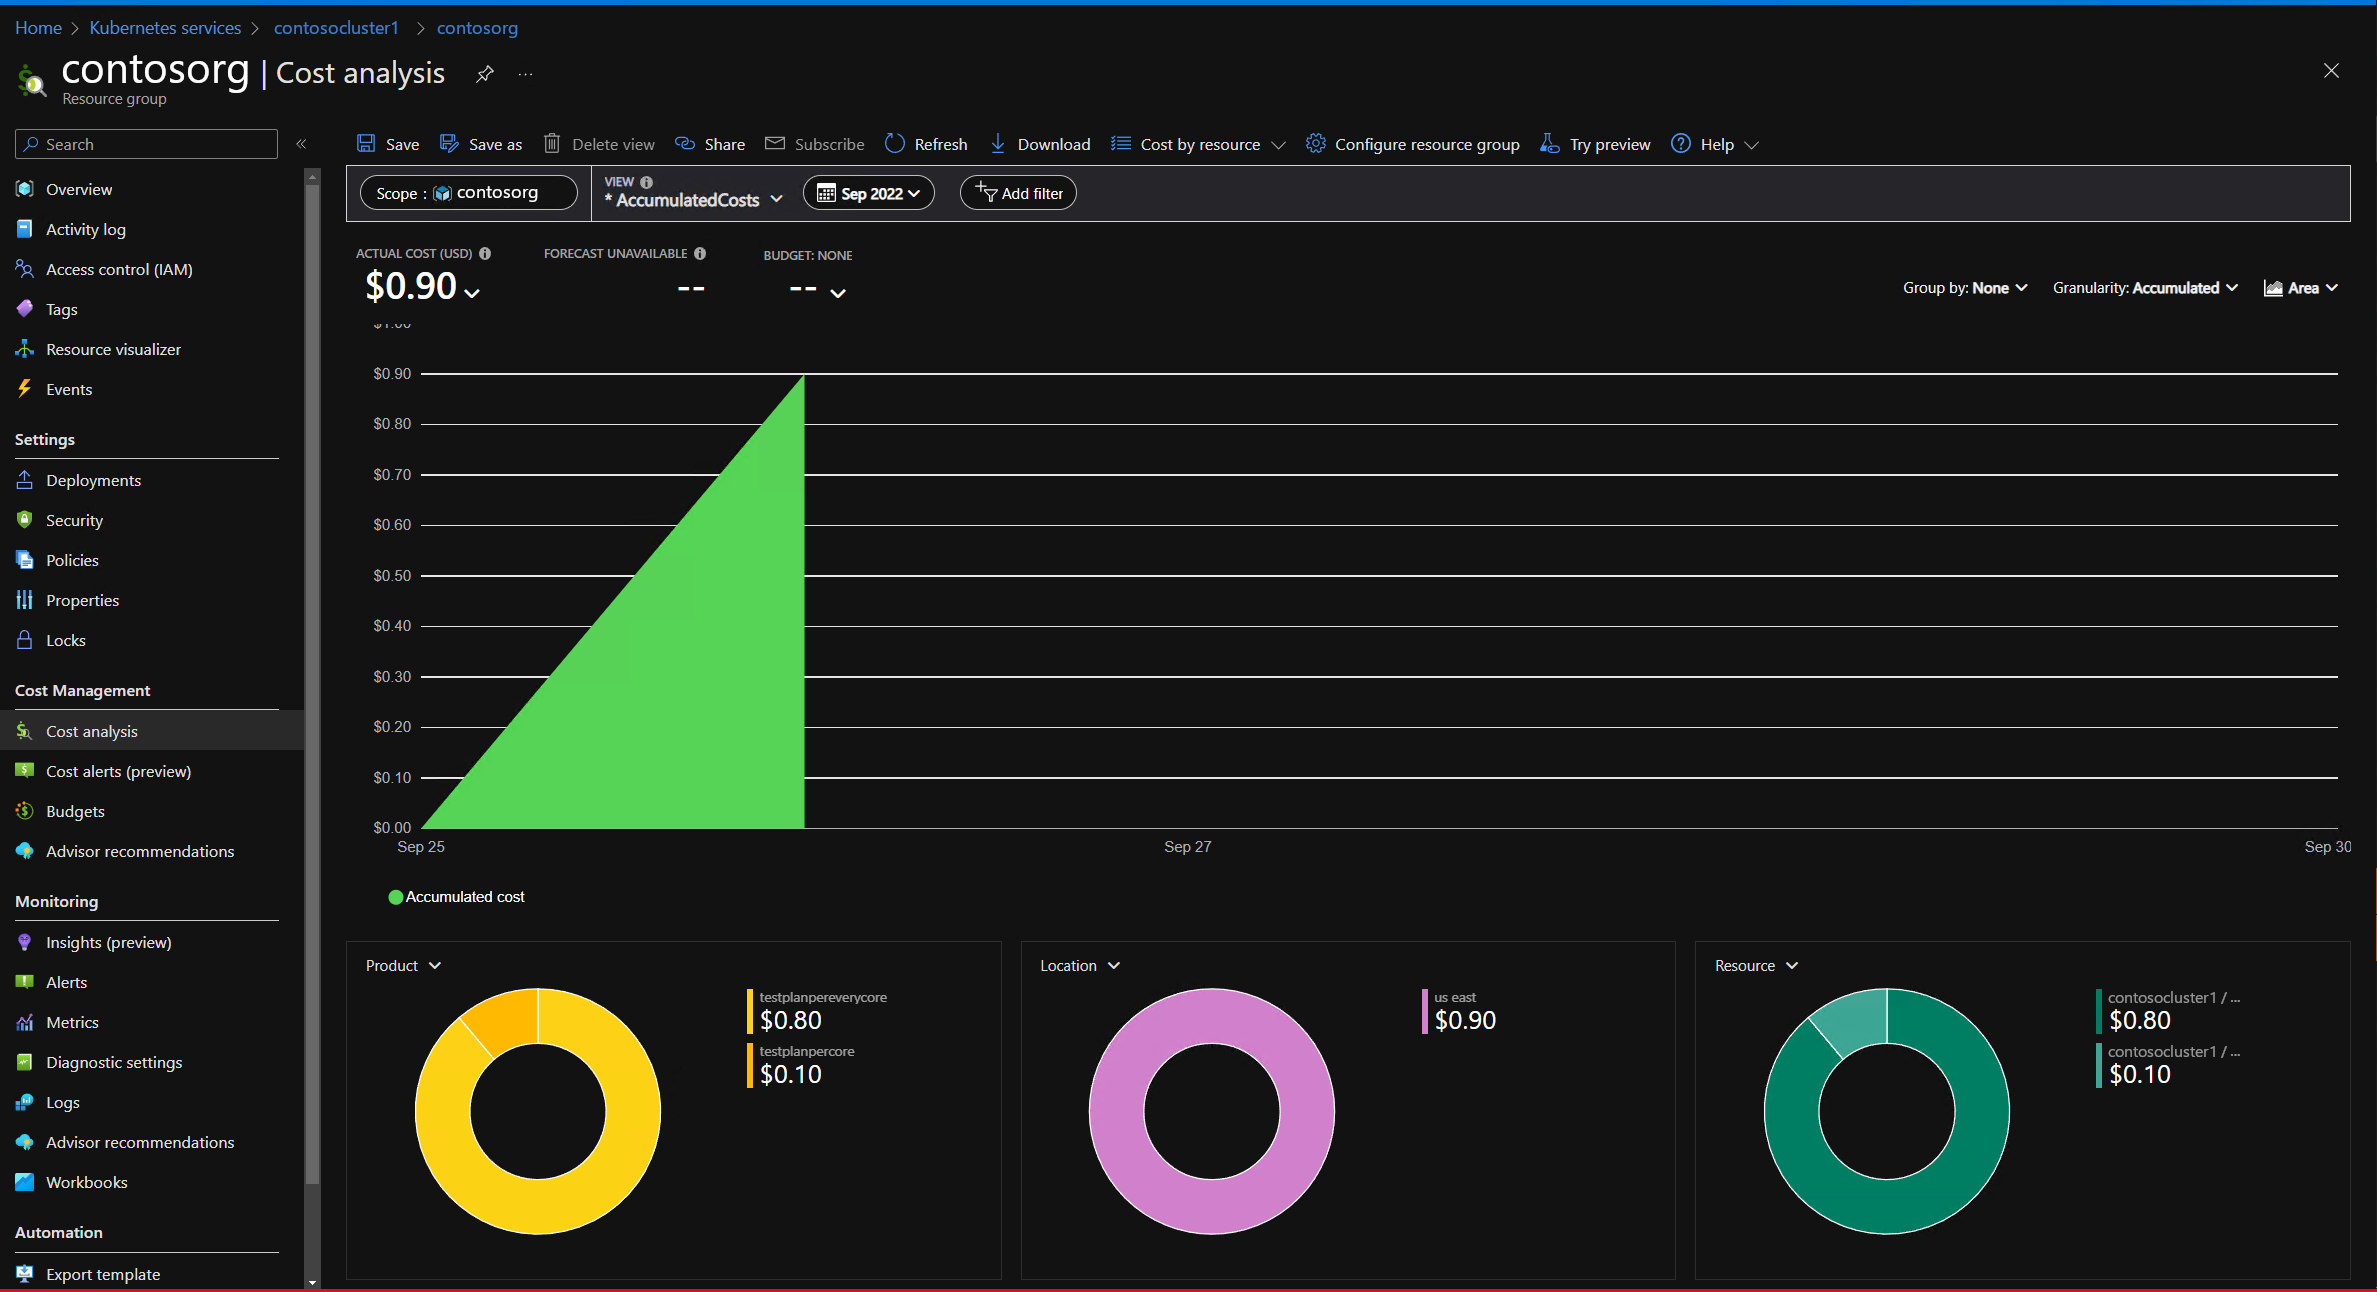 Home > Kubernetes services > contosocluster1 > contosorg
contosorg | Cost analysis ...
Resource group
Search
«
Overview
Activity log
Access control (IAM)
Tags
Resource visualizer
Events
Settings
Deployments
Security
Policies
Properties
Locks
Cost Management
Cost analysis
Cost alerts (preview)
Budgets
Advisor recommendations
Monitoring
Insights (preview)
Alerts
Metrics
Diagnostic settings
Logs
Advisor recommendations
Workbooks
Automation
Export template
Save Save as Delete view Share Subscribe Refresh Download Cost by resource Configure resource group Try preview Help
Scope : contosorg
VIEW
* AccumulatedCosts
Sep 2022
Add filter
ACTUAL COST (USD)
$0.90
FORECAST UNAVAILABLE
--
BUDGET: NONE
--
Group by: None Granularity: Accumulated Area
$1.00
$0.90
$0.80
$0.70
$0.60
$0.50
$0.40
$0.30
$0.20
$0.10
$0.00
Sep 25 Sep 27 Sep 30
Accumulated cost
Product
testplanpereverycore
$0.80
testplanpercore
$0.10
Location
us east
$0.90
Resource
contosocluster1 / ...
$0.80
contosocluster1 / ...
$0.10